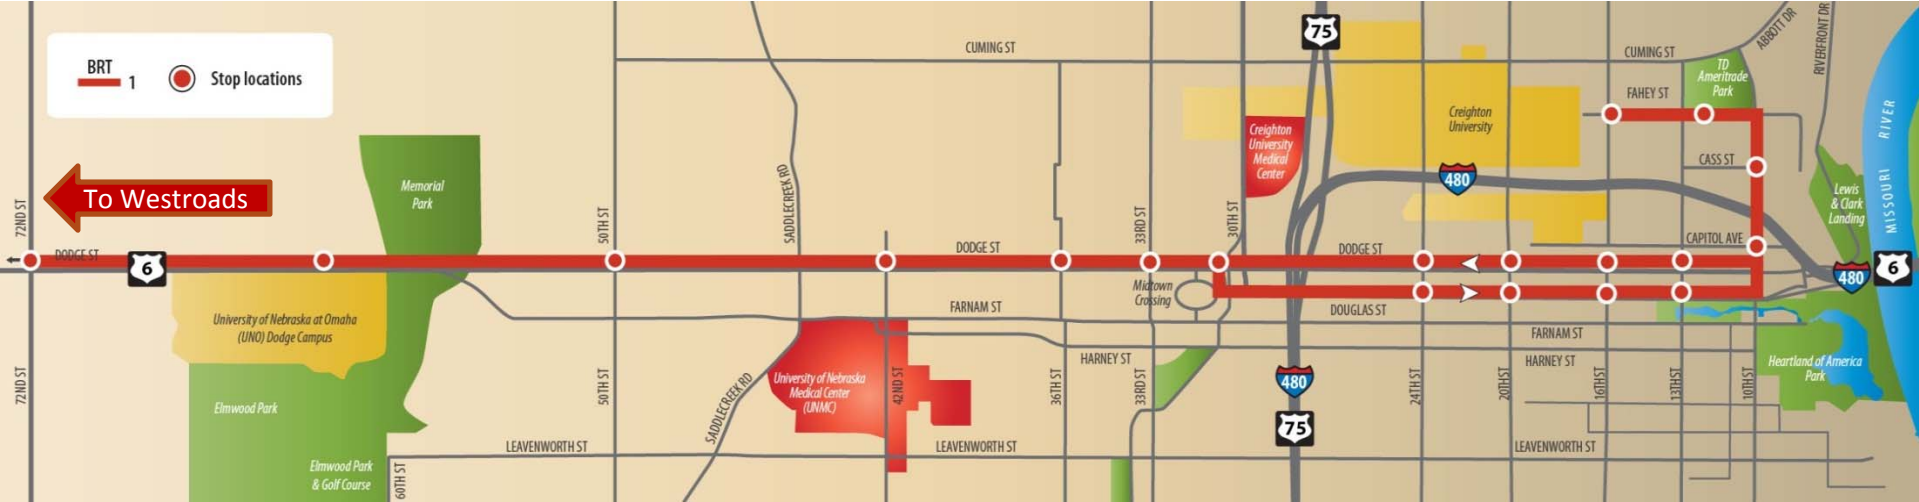 BRT
1
Stop locations
To Westroads
72ND ST
DODGE ST
6
University of Nebraska at Omaha
(UNO) Dodge Campus
Memorial
Park
Elmwood Park
Elmwood Park
& Golf Course
72ND ST
60TH ST
50TH ST
50TH ST
LEAVENWORTH ST
SADDLECREEK RD
SADDLECREEK RD
CUMING ST
DODGE ST
FARNAM ST
University of Nebraska
Medical Center
(UNMC)
42ND ST
LEAVENWORTH ST
36TH ST
HARNEY ST
33RD ST
33RD ST
Midtown
Crossing
30TH ST
75
Creighton
University
Medical
Center
Creighton
University
480
DODGE ST
DOUGLAS ST
FARNAM ST
HARNEY ST
480
75
24TH ST
20TH ST
16TH ST
13TH ST
10TH ST
LEAVENWORTH ST
CUMING ST
FAHEY ST
TD
Ameritrade
Park
CASS ST
CAPITOL AVE
ABBOTT DR
RIVERFRONT DR
Lewis
& Clark
Landing
MISSOURI RIVER
480
6
Heartland of America
Park